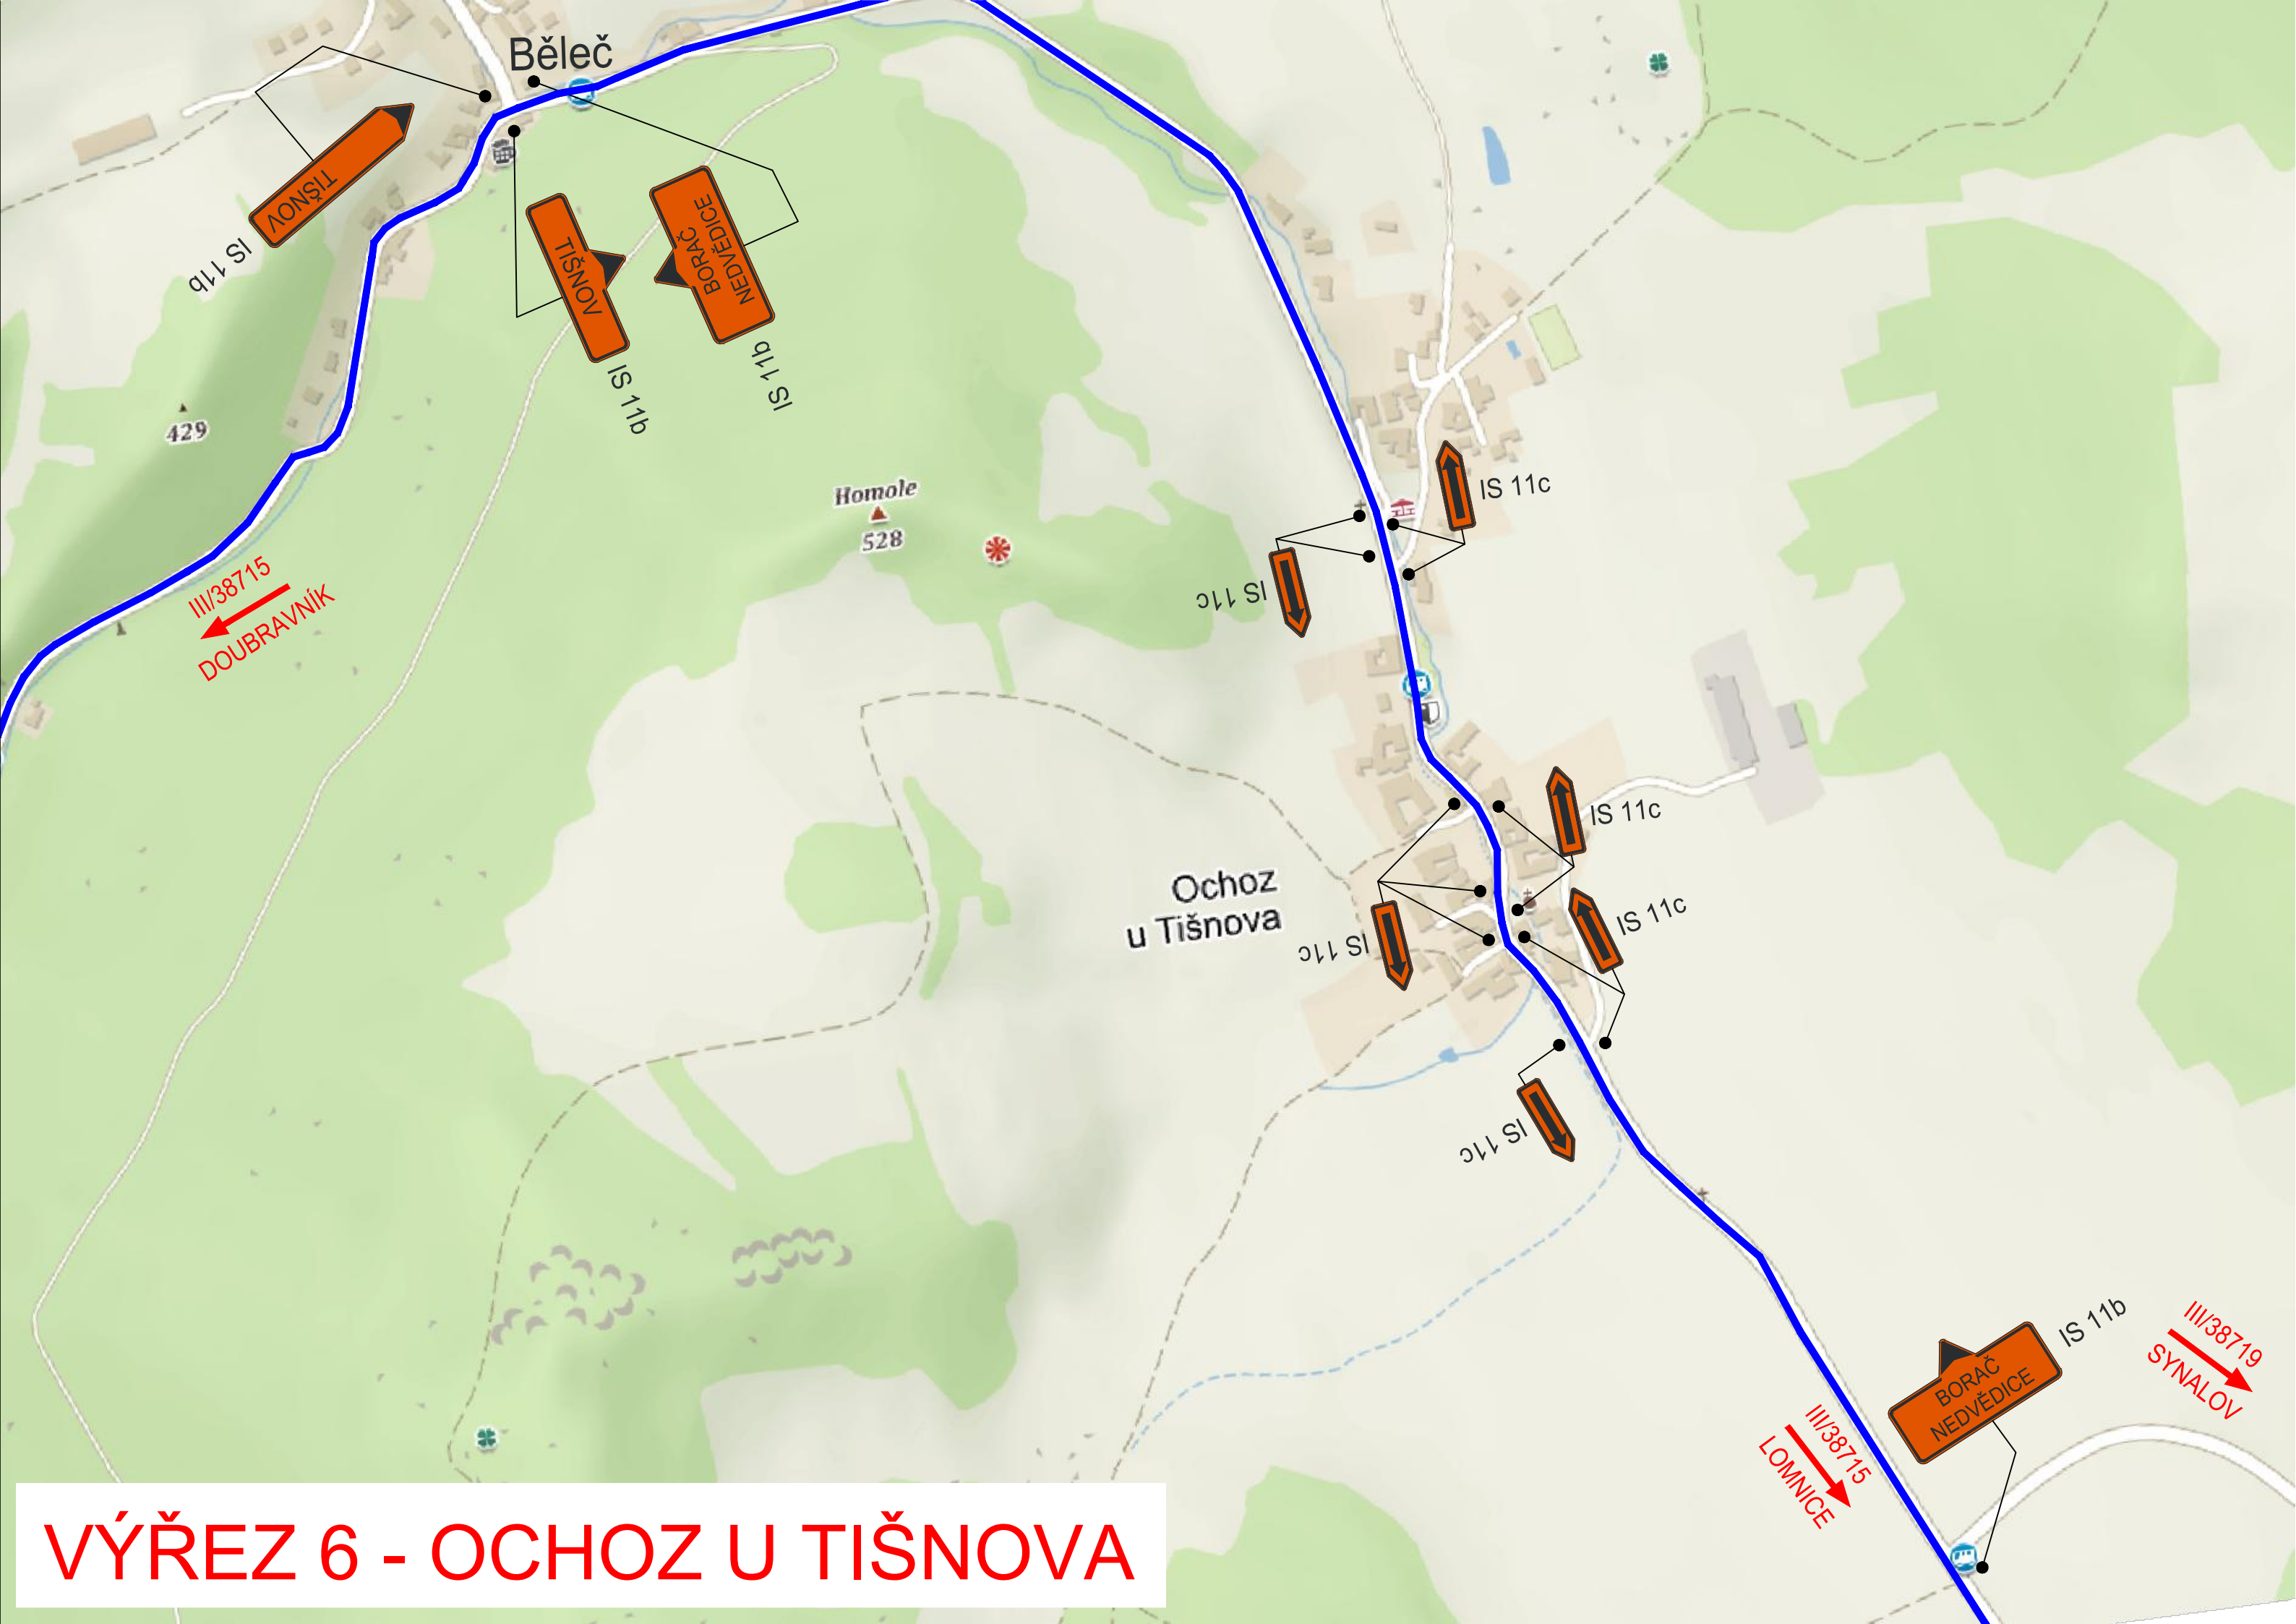 Běleč
TIŠNOV
IS 11b
TIŠNOV
IS 11b
BORAČ
NEDVĚDICE
IS 11b
429
Homole
528
III/38715
DOUBRAVNÍK
IS 11c
IS 11c
IS 11c
IS 11c
IS 11c
IS 11c
Ochoz
u Tišnova
BORAČ
NEDVĚDICE
IS 11b
III/38719
SYNALOV
III/38715
LOMNICE
VÝŘEZ 6 - OCHOZ U TIŠNOVA